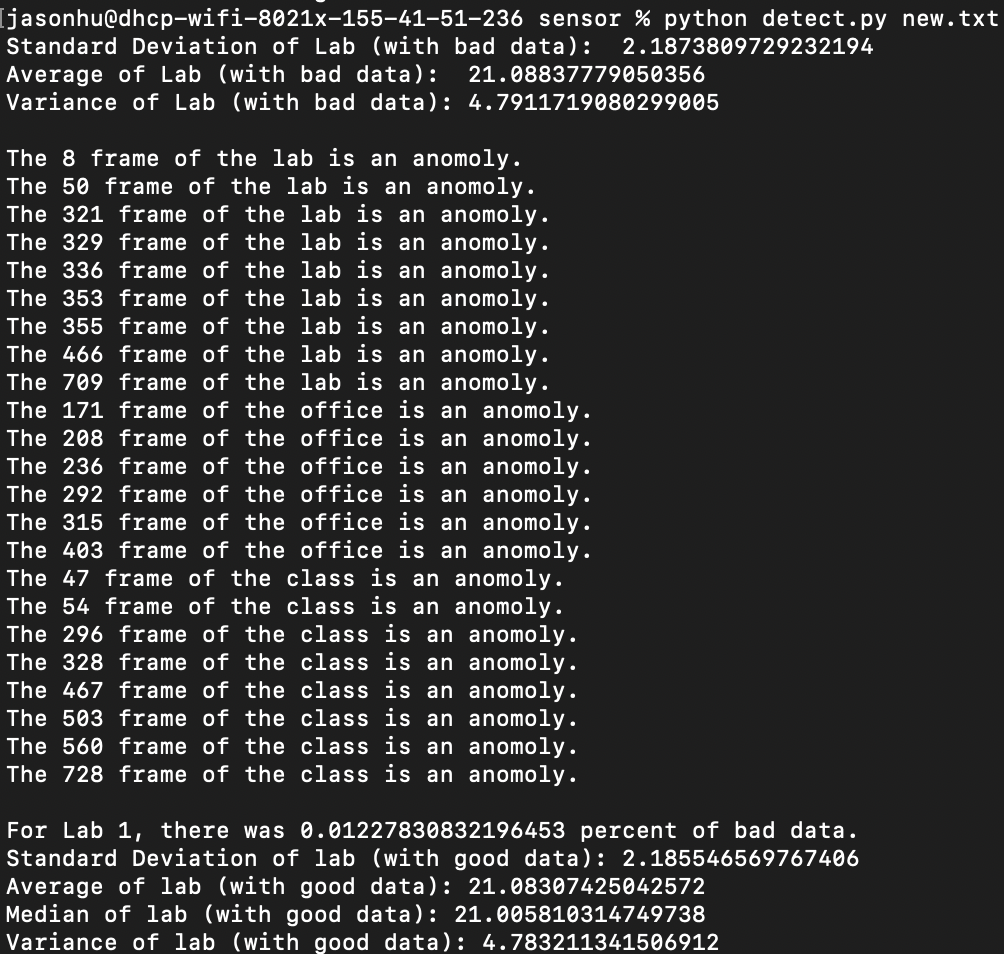 [jasonhu@dhcp-wifi-8021x-155-41-51-236 sensor % python detect.py new.txt
Standard Deviation of Lab (with bad data):  2.1873809729232194
Average of Lab (with bad data):  21.08837779050356
Variance of Lab (with bad data): 4.7911719080299005

The 8 frame of the lab is an anomoly.
The 50 frame of the lab is an anomoly.
The 321 frame of the lab is an anomoly.
The 329 frame of the lab is an anomoly.
The 336 frame of the lab is an anomoly.
The 353 frame of the lab is an anomoly.
The 355 frame of the lab is an anomoly.
The 466 frame of the lab is an anomoly.
The 709 frame of the lab is an anomoly.
The 171 frame of the office is an anomoly.
The 208 frame of the office is an anomoly.
The 236 frame of the office is an anomoly.
The 292 frame of the office is an anomoly.
The 315 frame of the office is an anomoly.
The 403 frame of the office is an anomoly.
The 47 frame of the class is an anomoly.
The 54 frame of the class is an anomoly.
The 296 frame of the class is an anomoly.
The 328 frame of the class is an anomoly.
The 467 frame of the class is an anomoly.
The 503 frame of the class is an anomoly.
The 560 frame of the class is an anomoly.
The 728 frame of the class is an anomoly.

For Lab 1, there was 0.01227830832196453 percent of bad data.
Standard Deviation of lab (with good data): 2.185546569767406
Average of lab (with good data): 21.08307425042572
Median of lab (with good data): 21.005810314749738
Variance of lab (with good data): 4.783211341506912